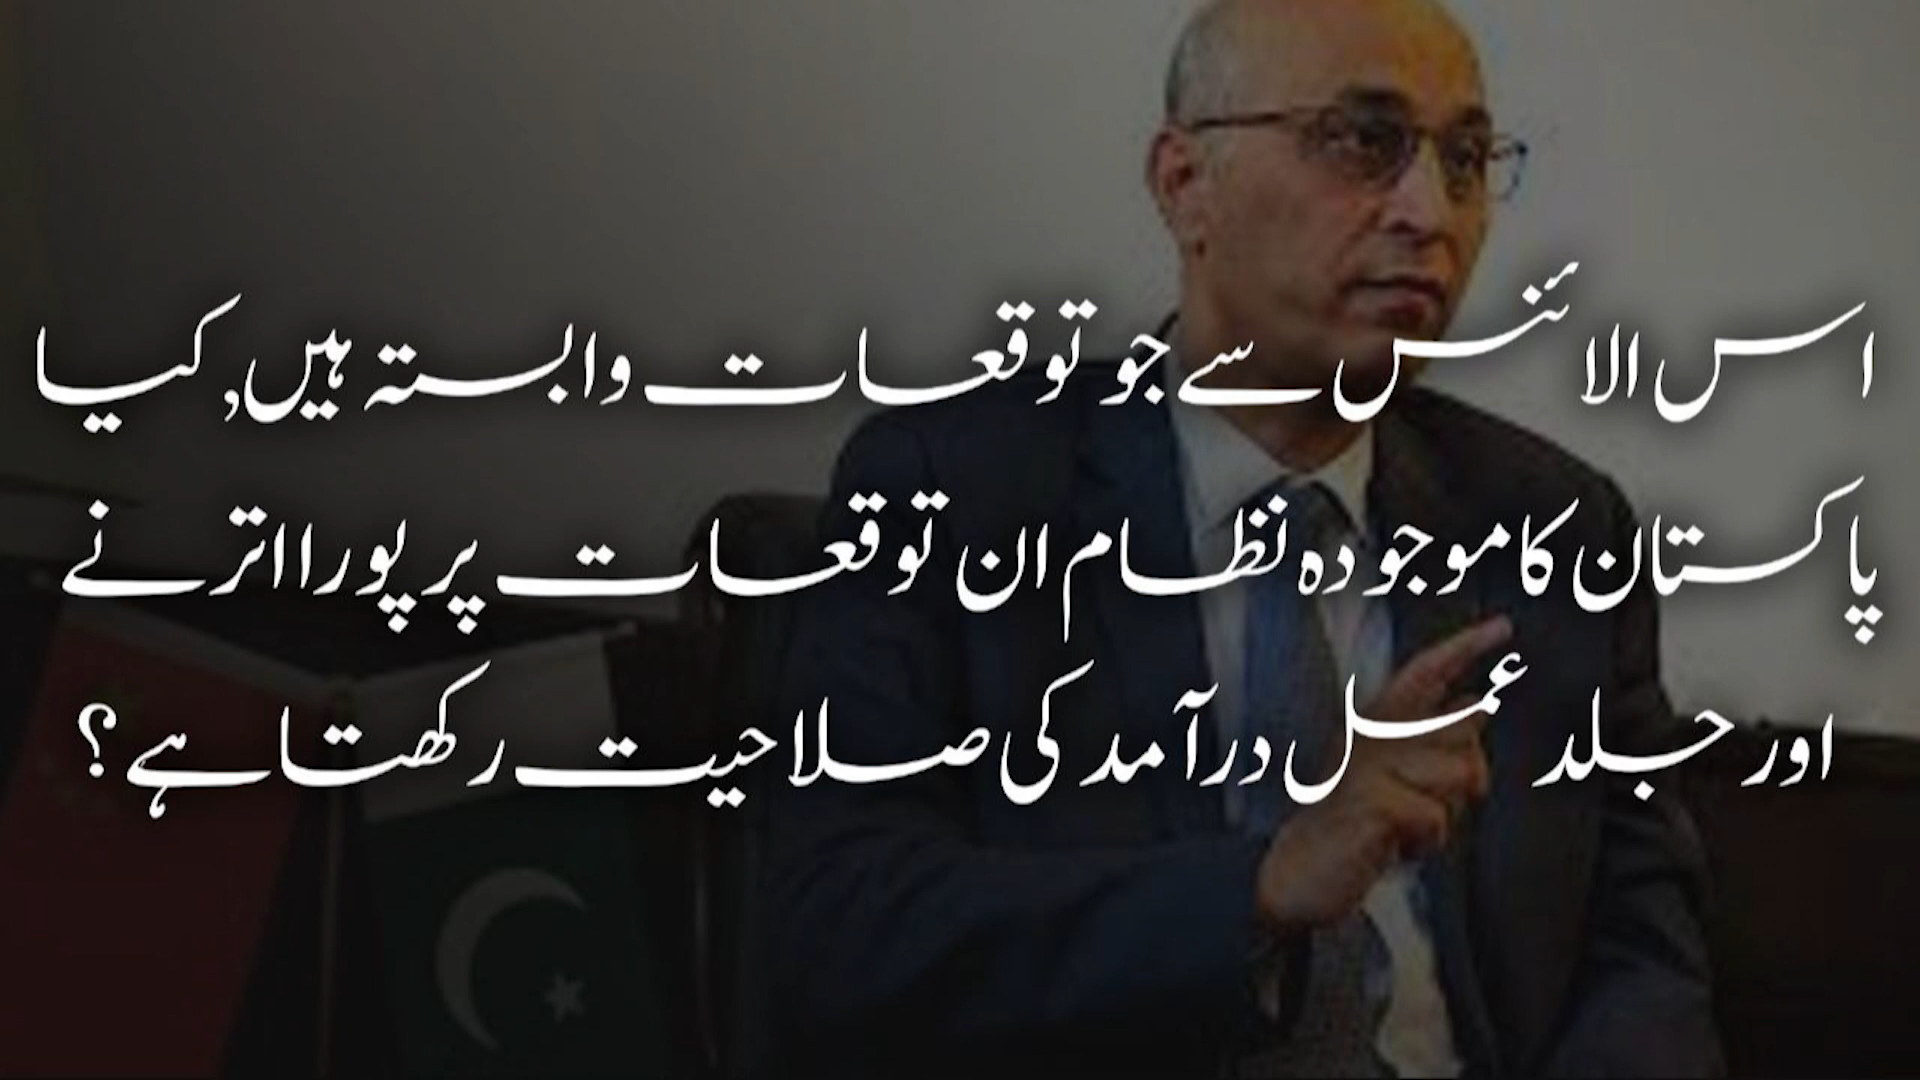 اس الائنس سے جو توقعات وابستہ ہیں, کیا
پاکستان کا موجودہ نظام ان توقعات پر پورا اترنے
اور جلد عمل درآمد کی صلاحیت رکھتا ہے؟